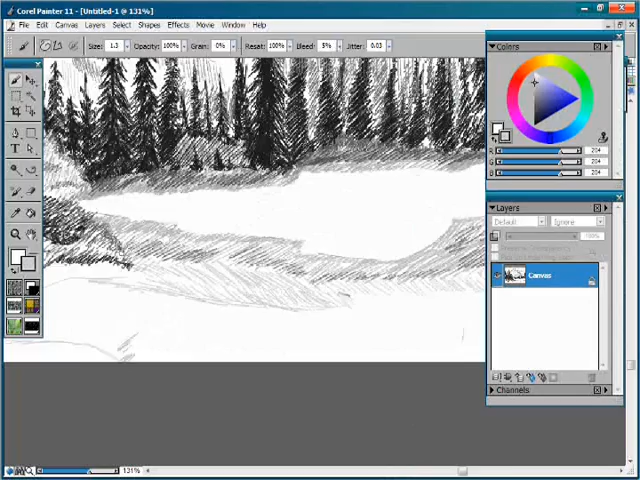 Corel Painter 11 - [Untitled-1 @ 131%]
File Edit Canvas Layers Select Shapes Effects Movie Window Help
Size: 1.3 Opacity: 100% Grain: 0% Resat: 100% Bleed: 5% Jitter: 0.03
Colors
R 204
G 204
B 204
Layers
Default Ignore
100%
Canvas
Channels
T
131%